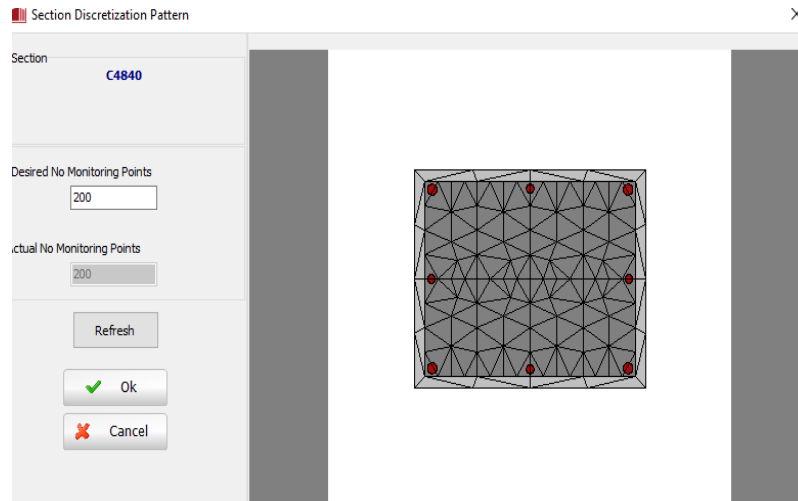 Section Discretization Pattern
Section
C4840
Desired No Monitoring Points
200
ctual No Monitoring Points
200
Refresh
Ok
Cancel